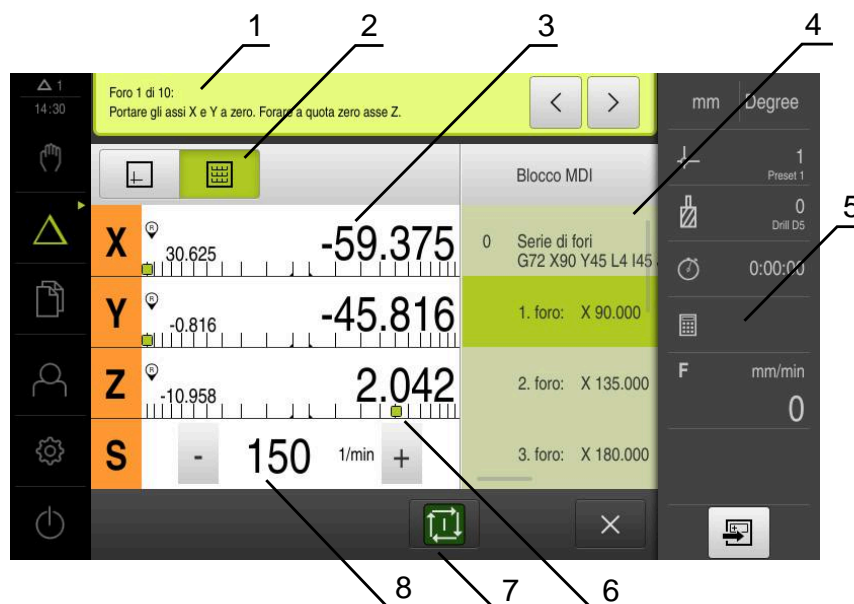 1 2 3 4
1
14:30
Foro 1 di 10:
Portare gli assi X e Y a zero. Forare a quota zero asse Z.
< >
mm Degree
Blocco MDI
1
Preset 1
X R 30.625 -59.375
0 Serie di fori
G72 X90 Y45 L4 I45
0
Drill D5
5
0:00:00
Y R -0.816 -45.816
1. foro: X 90.000
Z R -10.958 2.042
2. foro: X 135.000
F mm/min
0
S - 150 1/min +
3. foro: X 180.000
8 7 6